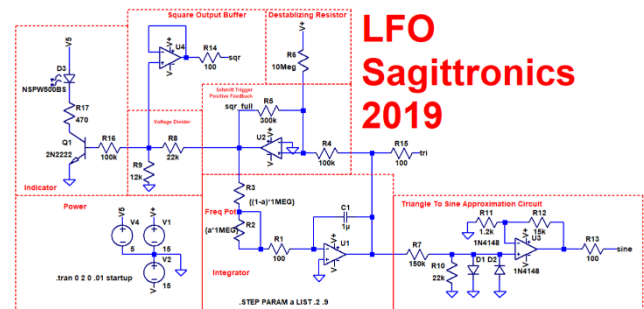 LFO
Sagittronics
2019
Square Output Buffer
Destablizing Resistor
V5
D3
NSPW500BS
R17
470
Q1
2N2222
R16
100k
Indicator
V+
U4
V-
R14
100
sqr
V+
R6
10Meg
Schmitt Trigger
Positive Feedback
sqr_full
R5
300k
Voltage Divider
R8
22k
R9
12k
U2
V+
V-
R4
100k
R15
100
tri
R3
{(1-a)*1MEG}
Freq Pot
R2
{a*1MEG}
R1
100
C1
1µ
U1
V+
V-
Integrator
.STEP PARAM a LIST .2 .9
Power
V5
V4
5
V+
V1
15
V2
15
V-
.tran 0 2 0 .01 startup
Triangle To Sine Approximation Circuit
R7
150k
R10
22k
D1
D2
1N4148
1N4148
R11
1.2k
R12
15k
V+
U3
V-
R13
100
sine